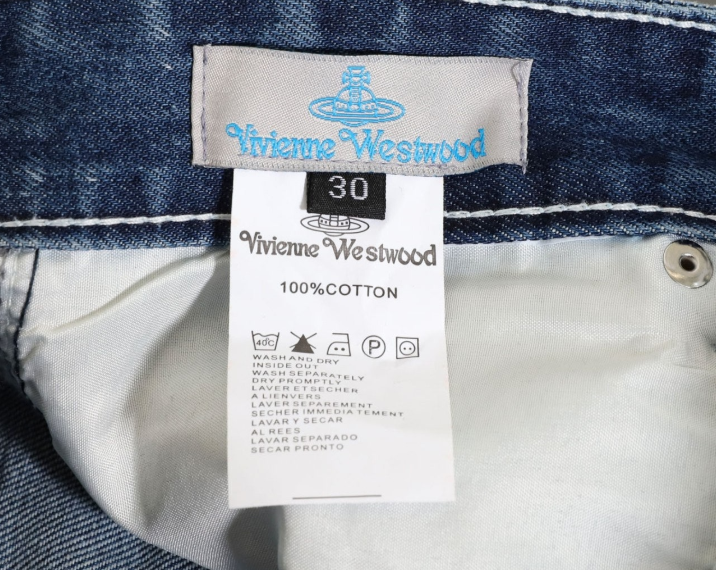 Vivienne Westwood
30
Vivienne Westwood
100%COTTON
40C
P
WASH AND DRY
INSIDE OUT
WASH SEPARATELY
DRY PROMPTLY
LAVER ET SECHER
A LIENVERS
LAVER SEPAREMENT
SECHER IMMEDIATEMENT
LAVAR Y SECAR
AL REES
LAVAR SEPARADO
SECAR PRONTO